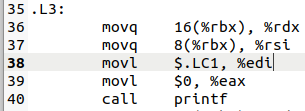 35 .L3:
36 movq 16(%rbx), %rdx
37 movq 8(%rbx), %rsi
38 movl $.LC1, %edi
39 movl $0, %eax
40 call printf